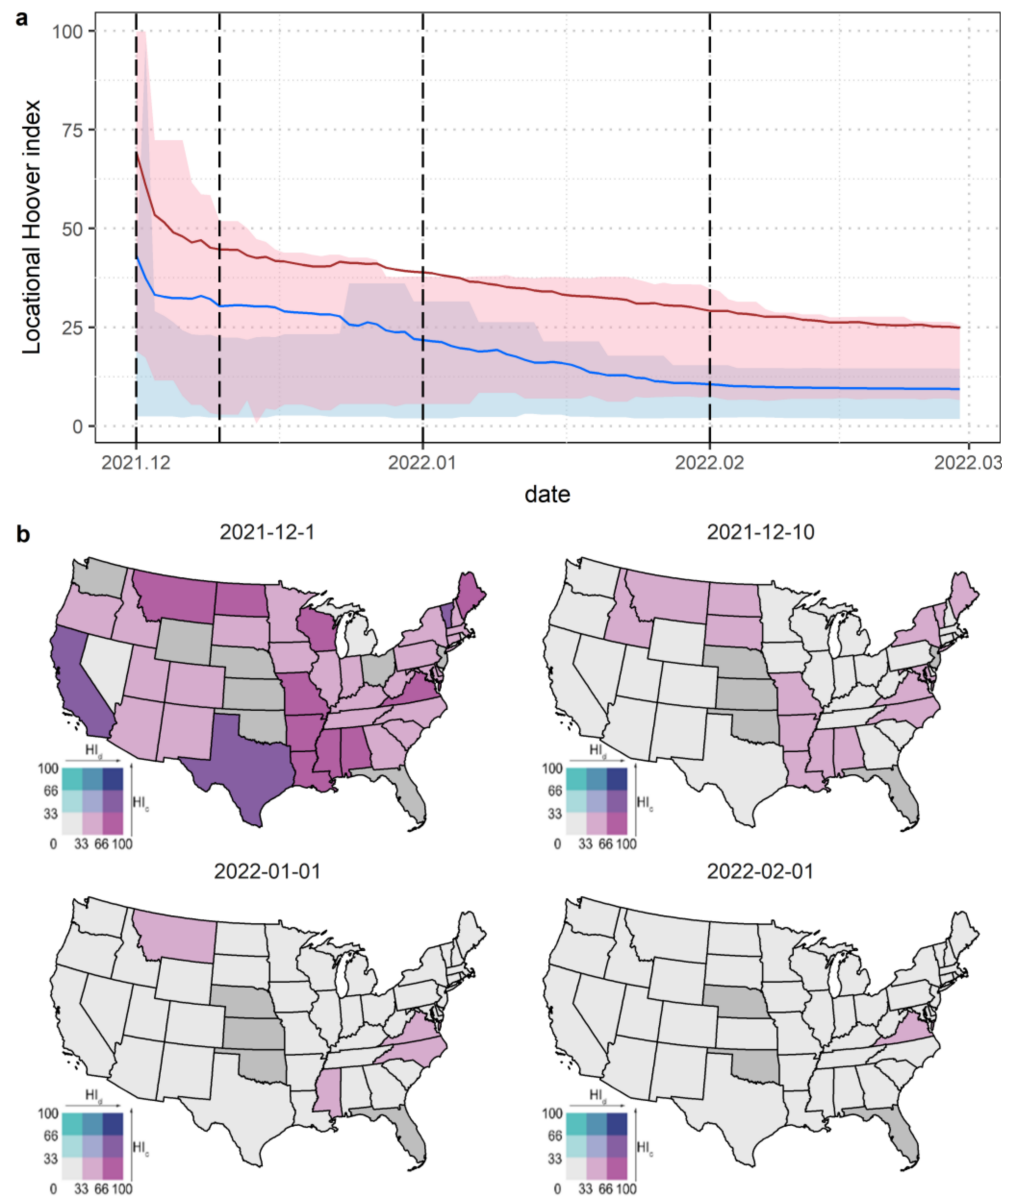 a
Locational Hoover index
100
75
50
25
0
2021.12 2022.01 2022.02 2022.03
date
b
2021-12-1 2021-12-10
HId
100
66
33
0 33 66 100
HIc
HId
100
66
33
0 33 66 100
HIc
2022-01-01 2022-02-01
HId
100
66
33
0 33 66 100
HIc
HId
100
66
33
0 33 66 100
HIc